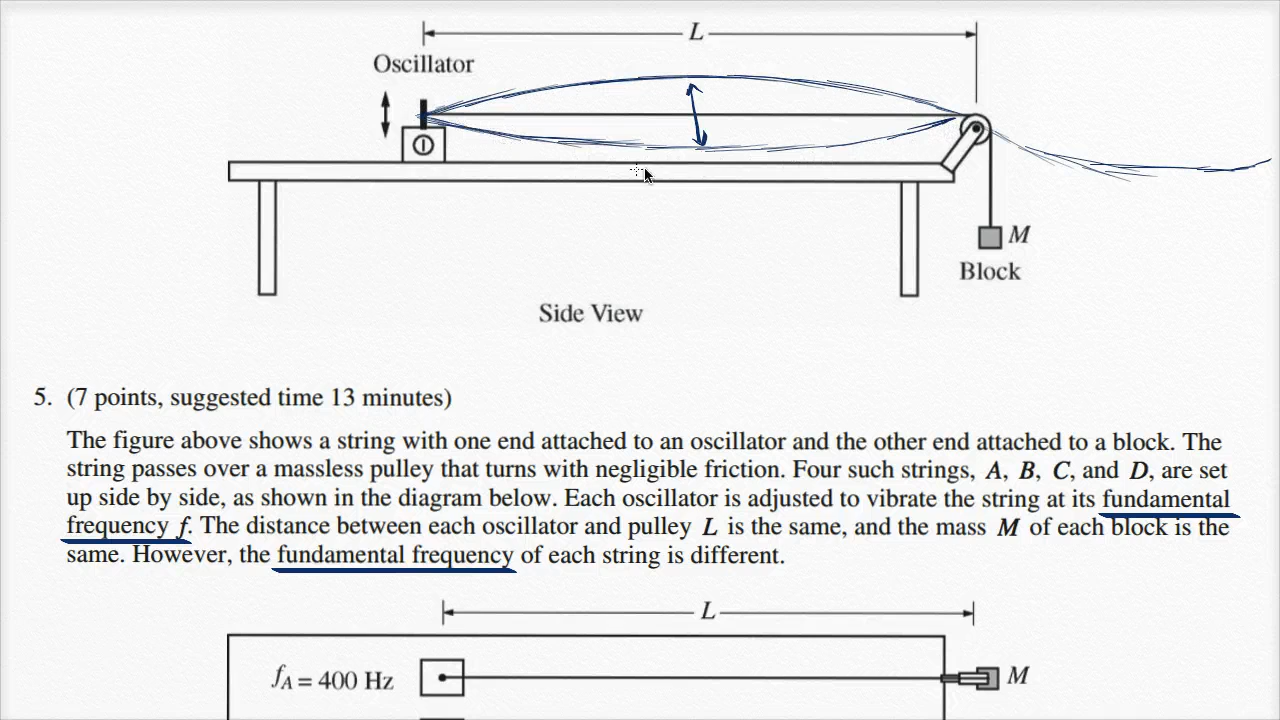 L
Oscillator
M
Block
Side View
5. (7 points, suggested time 13 minutes)
The figure above shows a string with one end attached to an oscillator and the other end attached to a block. The
string passes over a massless pulley that turns with negligible friction. Four such strings, A, B, C, and D, are set
up side by side, as shown in the diagram below. Each oscillator is adjusted to vibrate the string at its fundamental
frequency f. The distance between each oscillator and pulley L is the same, and the mass M of each block is the
same. However, the fundamental frequency of each string is different.
L
f_A = 400 Hz
M